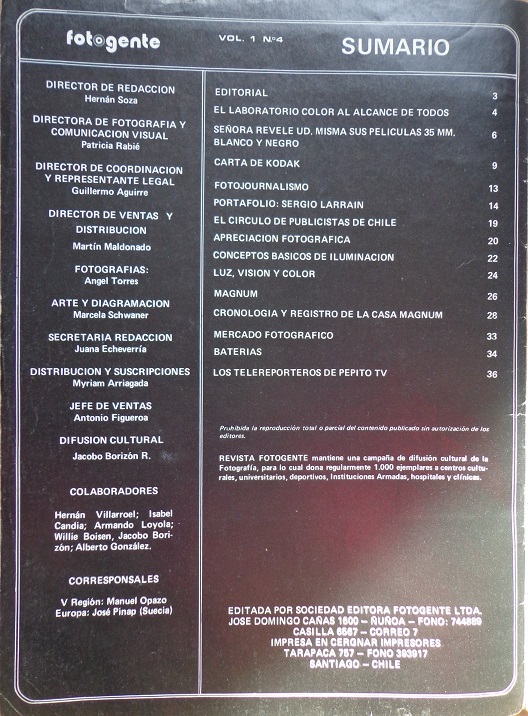 fotogente
VOL. 1 N.º4
SUMARIO
DIRECTOR DE REDACCION
Hernán Soza
DIRECTORA DE FOTOGRAFIA Y
COMUNICACION VISUAL
Patricia Rabié
DIRECTOR DE COORDINACION
Y REPRESENTANTE LEGAL
Guillermo Aguirre
DIRECTOR DE VENTAS Y
DISTRIBUCION
Martín Maldonado
FOTOGRAFIAS:
Angel Torres
ARTE Y DIAGRAMACION
Marcela Schwaner
SECRETARIA REDACCION
Juana Echeverría
DISTRIBUCION Y SUSCRIPCIONES
Myriam Arriagada
JEFE DE VENTAS
Antonio Figueroa
DIFUSION CULTURAL
Jacobo Borizón R.
COLABORADORES
Hernán Villarroel; Isabel
Candia; Armando Loyola;
Willie Boisen, Jacobo Bori-
zón; Alberto González.
CORRESPONSALES
V Región: Manuel Opazo
Europa: José Pinap (Suecia)
EDITORIAL 3
EL LABORATORIO COLOR AL ALCANCE DE TODOS 4
SEÑORA REVELE UD. MISMA SUS PELICULAS 35 MM. 6
BLANCO Y NEGRO
CARTA DE KODAK 9
FOTOJOURNALISMO 13
PORTAFOLIO: SERGIO LARRAIN 14
EL CIRCULO DE PUBLICISTAS DE CHILE 19
APRECIACION FOTOGRAFICA 20
CONCEPTOS BASICOS DE ILUMINACION 22
LUZ, VISION Y COLOR 24
MAGNUM 26
CRONOLOGIA Y REGISTRO DE LA CASA MAGNUM 28
MERCADO FOTOGRAFICO 33
BATERIAS 34
LOS TELEREPORTEROS DE PEPITO TV 36
Prohibida la reproducción total o parcial del contenido publicado sin autorización de los
editores.
REVISTA FOTOGENTE mantiene una campaña de difusión cultural de la
Fotografía, para lo cual dona regularmente 1.000 ejemplares a centros cultu-
rales, universitarios, deportivos, Instituciones Armadas, hospitales y clínicas.
EDITADA POR SOCIEDAD EDITORA FOTOGENTE LTDA.
JOSE DOMINGO CAÑAS 1600 – ÑUÑOA – FONO: 744889
CASILLA 6567 – CORREO 7
IMPRESA EN CERGNAR IMPRESORES
TARAPACA 757 – FONO 393917
SANTIAGO – CHILE